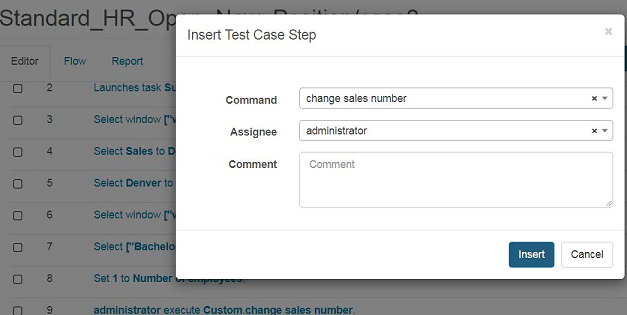 Standard_HR_Open_New_Position/case2
Insert Test Case Step
×
Editor Flow Report
Command change sales number ×
Assignee administrator ×
Comment Comment
Insert Cancel
2 Launches task
3 Select window ["v
4 Select Sales to D
5 Select Denver to
6 Select window ["v
7 Select ["Bachelo
8 Set 1 to Number of employees.
9 administrator execute Custom.change sales number.